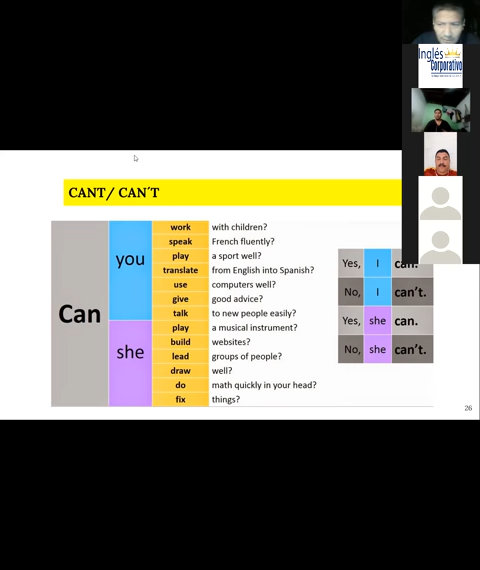 Inglés
Corporativo
CANT/ CAN´T
Can
you
she
work with children?
speak French fluently?
play a sport well?
translate from English into Spanish?
use computers well?
give good advice?
talk to new people easily?
play a musical instrument?
build websites?
lead groups of people?
draw well?
do math quickly in your head?
fix things?
Yes, I can.
No, I can't.
Yes, she can.
No, she can't.
26